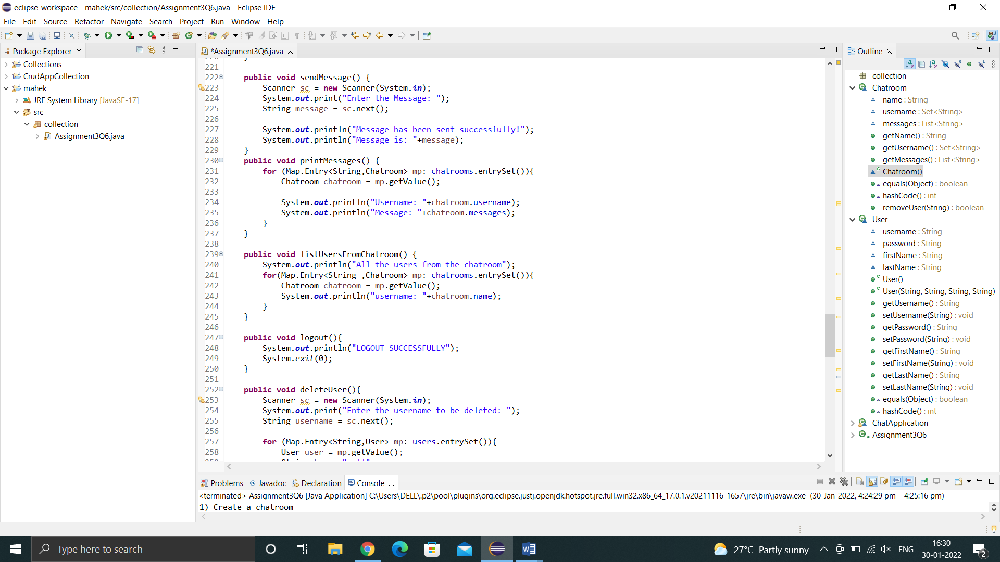 eclipse-workspace - mahek/src/collection/Assignment3Q6.java - Eclipse IDE
File Edit Source Refactor Navigate Search Project Run Window Help
Package Explorer
Collections
CrudAppCollection
mahek
JRE System Library [JavaSE-17]
src
collection
Assignment3Q6.java
*Assignment3Q6.java
221
222 public void sendMessage() {
223 Scanner sc = new Scanner(System.in);
224 System.out.print("Enter the Message: ");
225 String message = sc.next();
226
227 System.out.println("Message has been sent successfully!");
228 System.out.println("Message is: "+message);
229 }
230 public void printMessages() {
231 for (Map.Entry<String,Chatroom> mp: chatrooms.entrySet()){
232 Chatroom chatroom = mp.getValue();
233
234 System.out.println("Username: "+chatroom.username);
235 System.out.println("Message: "+chatroom.messages);
236 }
237 }
238
239 public void listUsersFromChatroom() {
240 System.out.println("All the users from the chatroom");
241 for(Map.Entry<String ,Chatroom> mp: chatrooms.entrySet()){
242 Chatroom chatroom = mp.getValue();
243 System.out.println("username: "+chatroom.name);
244 }
245 }
246
247 public void logout(){
248 System.out.println("LOGOUT SUCCESSFULLY");
249 System.exit(0);
250 }
251
252 public void deleteUser(){
253 Scanner sc = new Scanner(System.in);
254 System.out.print("Enter the username to be deleted: ");
255 String username = sc.next();
256
257 for (Map.Entry<String,User> mp: users.entrySet()){
258 User user = mp.getValue();
Outline
collection
Chatroom
name : String
username : Set<String>
messages : List<String>
getName() : String
getUsername() : Set<String>
getMessages() : List<String>
Chatroom()
equals(Object) : boolean
hashCode() : int
removeUser(String) : boolean
User
username : String
password : String
firstName : String
lastName : String
User()
User(String, String, String, String)
getUsername() : String
setUsername(String) : void
getPassword() : String
setPassword(String) : void
getFirstName() : String
setFirstName(String) : void
getLastName() : String
setLastName(String) : void
equals(Object) : boolean
hashCode() : int
ChatApplication
Assignment3Q6
Problems Javadoc Declaration Console
<terminated> Assignment3Q6 [Java Application] C:\Users\DELL\.p2\pool\plugins\org.eclipse.justj.openjdk.hotspot.jre.full.win32.x86_64_17.0.1.v20211116-1657\jre\bin\javaw.exe (30-Jan-2022, 4:24:29 pm – 4:25:16 pm)
1) Create a chatroom
Type here to search
27°C Partly sunny
ENG
16:30
30-01-2022
2